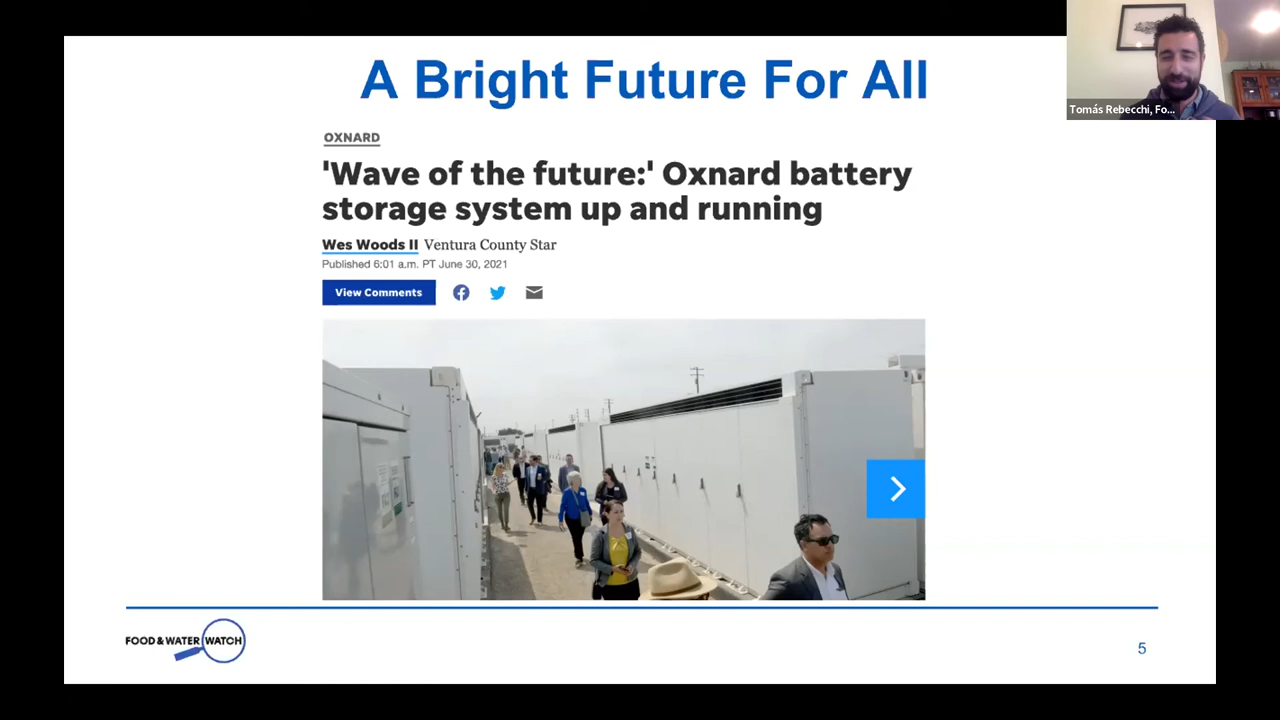 A Bright Future For All
Tomás Rebecchi, Fo...
OXNARD
'Wave of the future:' Oxnard battery
storage system up and running
Wes Woods II Ventura County Star
Published 6:01 a.m. PT June 30, 2021
View Comments
FOOD & WATER WATCH
5